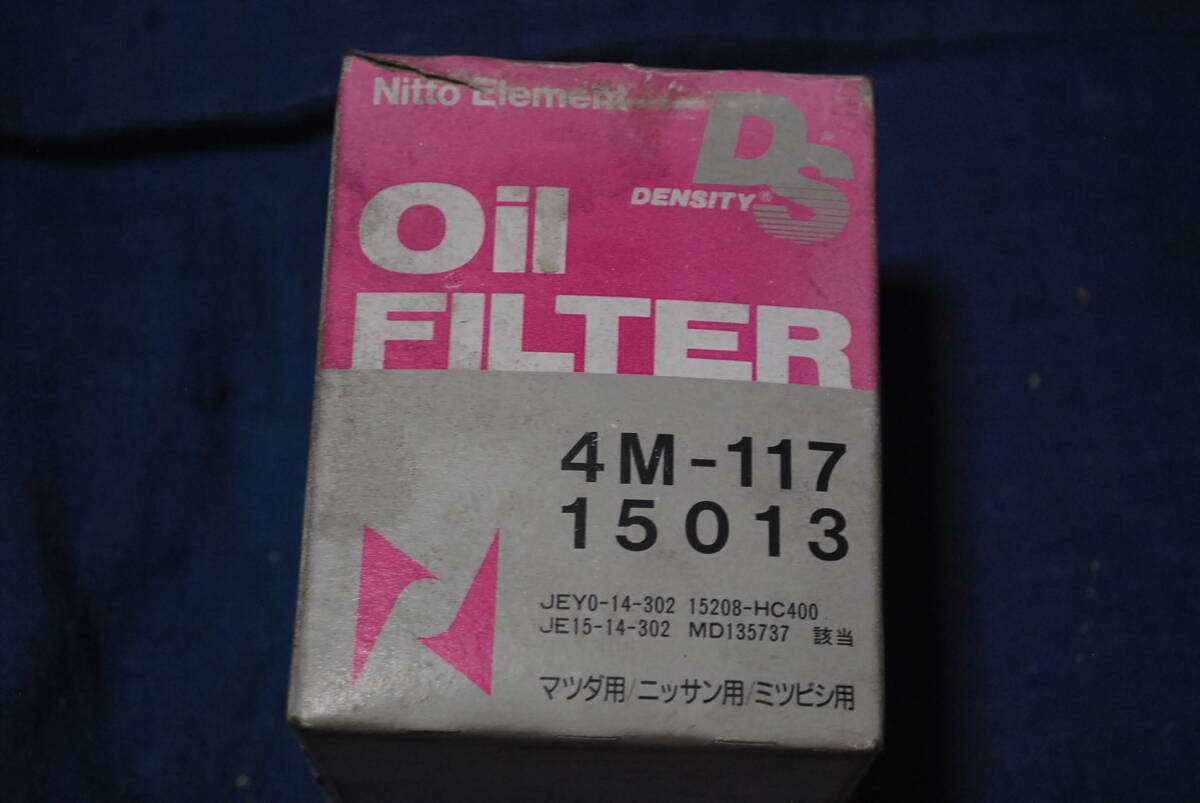 Nitto Element
DS
DENSITY®
Oil
FILTER
4M-117
15013
JEY0-14-302 15208-HC400
JE15-14-302 MD135737 該当
マツダ用/ニッサン用/ミツビシ用